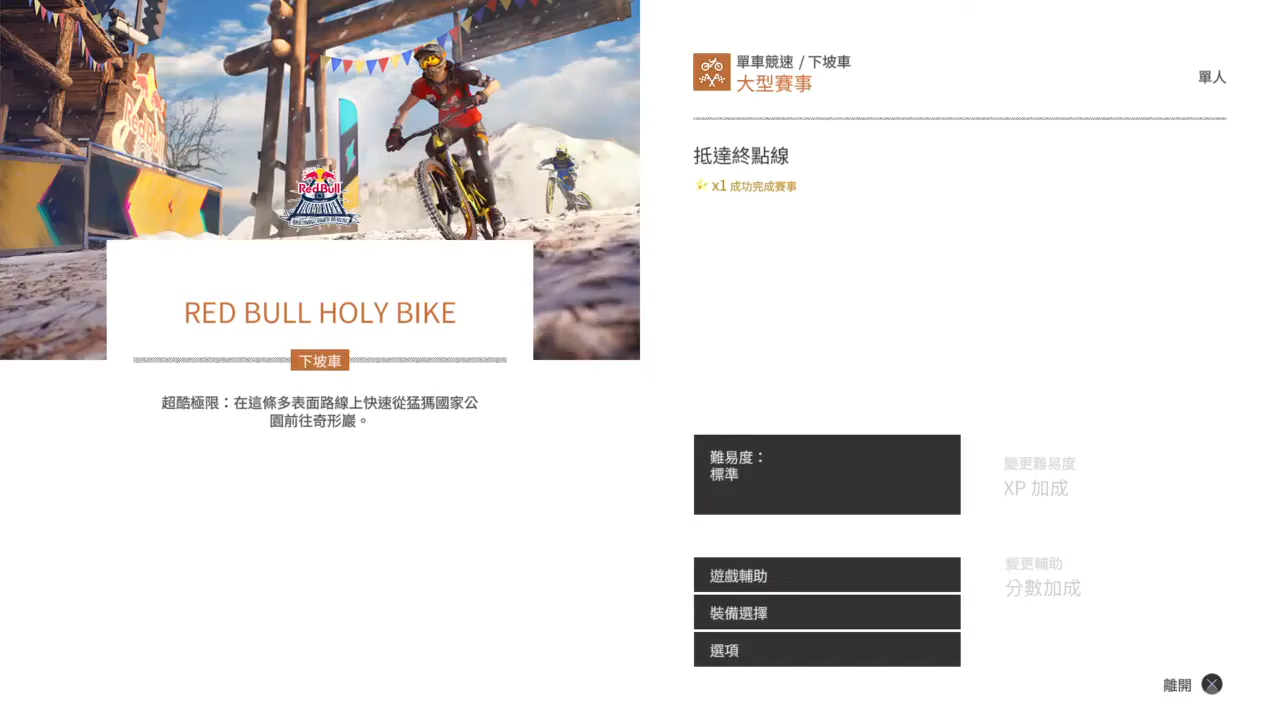 RedBull
RedBull
RED BULL HOLY BIKE
下坡車
超酷極限：在這條多表面路線上快速從猛獁國家公
園前往奇形巖。
單車競速 / 下坡車
大型賽事
單人
抵達終點線
x1 成功完成賽事
難易度：
標準
變更難易度
XP 加成
遊戲輔助
裝備選擇
選項
變更輔助
分數加成
離開